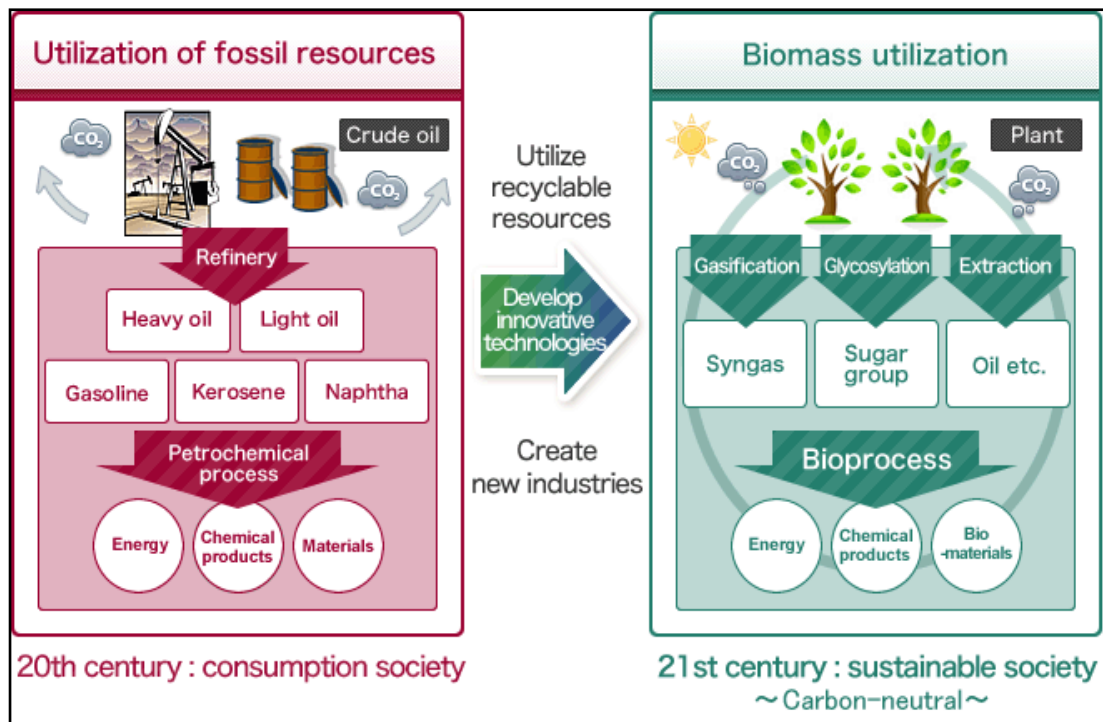 Utilization of fossil resources
CO₂
Crude oil
CO₂
Refinery
Heavy oil
Light oil
Gasoline
Kerosene
Naphtha
Petrochemical
process
Energy
Chemical
products
Materials
20th century : consumption society
Utilize
recyclable
resources
Develop
innovative
technologies
Create
new industries
Biomass utilization
CO₂
Plant
CO₂
Gasification
Glycosylation
Extraction
Syngas
Sugar
group
Oil etc.
Bioprocess
Energy
Chemical
products
Bio
-materials
21st century : sustainable society
～Carbon-neutral～